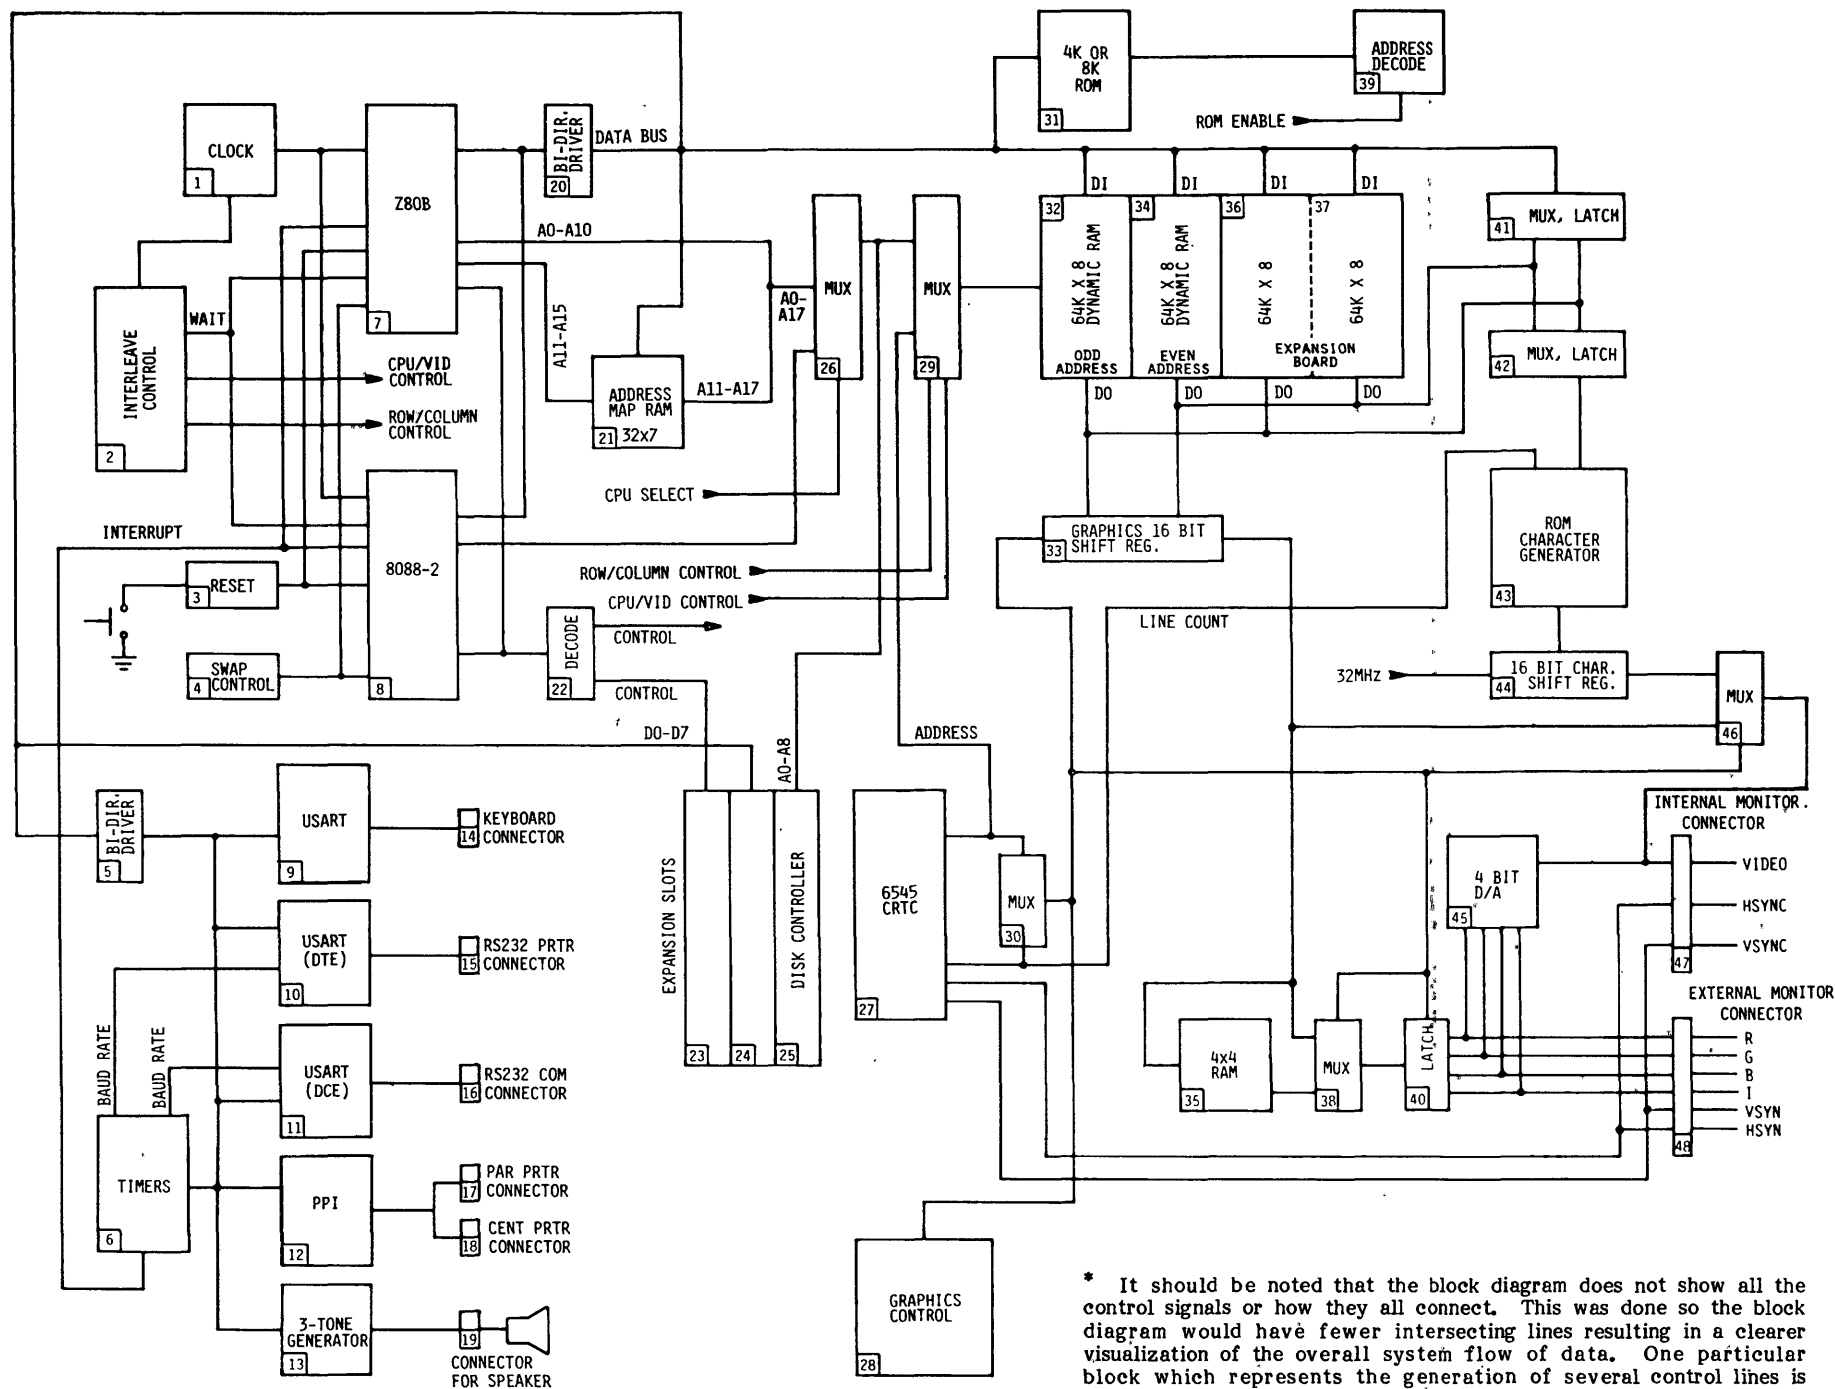 4K OR
8K
ROM
31
ADDRESS
DECODE
39
ROM ENABLE
CLOCK
1
Z80B
7
BI-DIR.
DRIVER
20
DATA BUS
A0-A10
A11-A15
ADDRESS
MAP RAM
21
32x7
A11-A17
A0-
A17
MUX
26
MUX
29
DI
DI
DI
DI
32
34
36
37
64K X 8
DYNAMIC RAM
64K X 8
DYNAMIC RAM
64K X 8
64K X 8
ODD
ADDRESS
EVEN
ADDRESS
EXPANSION
BOARD
DO
DO
DO
DO
MUX, LATCH
41
MUX, LATCH
42
INTERLEAVE
CONTROL
2
WAIT
CPU/VID
CONTROL
ROW/COLUMN
CONTROL
CPU SELECT
INTERRUPT
RESET
3
SWAP
CONTROL
4
8088-2
8
ROW/COLUMN CONTROL
CPU/VID CONTROL
DECODE
22
CONTROL
CONTROL
D0-D7
A0-A8
ADDRESS
GRAPHICS 16 BIT
SHIFT REG.
33
ROM
CHARACTER
GENERATOR
43
LINE COUNT
32MHz
16 BIT CHAR.
SHIFT REG.
44
MUX
46
BI-DIR.
DRIVER
5
USART
9
KEYBOARD
CONNECTOR
14
USART
(DTE)
10
RS232 PRTR
CONNECTOR
15
BAUD RATE
BAUD RATE
USART
(DCE)
11
RS232 COM
CONNECTOR
16
TIMERS
6
PPI
12
PAR PRTR
CONNECTOR
17
CENT PRTR
CONNECTOR
18
3-TONE
GENERATOR
13
19
CONNECTOR
FOR SPEAKER
EXPANSION SLOTS
DISK CONTROLLER
23
24
25
6545
CRTC
27
MUX
30
GRAPHICS
CONTROL
28
4x4
RAM
35
MUX
38
LATCH
40
4 BIT
D/A
45
INTERNAL MONITOR.
CONNECTOR
VIDEO
HSYNC
VSYNC
47
EXTERNAL MONITOR
CONNECTOR
R
G
B
I
VSYN
HSYN
48
* It should be noted that the block diagram does not show all the
control signals or how they all connect. This was done so the block
diagram would have fewer intersecting lines resulting in a clearer
visualization of the overall system flow of data. One particular
block which represents the generation of several control lines is